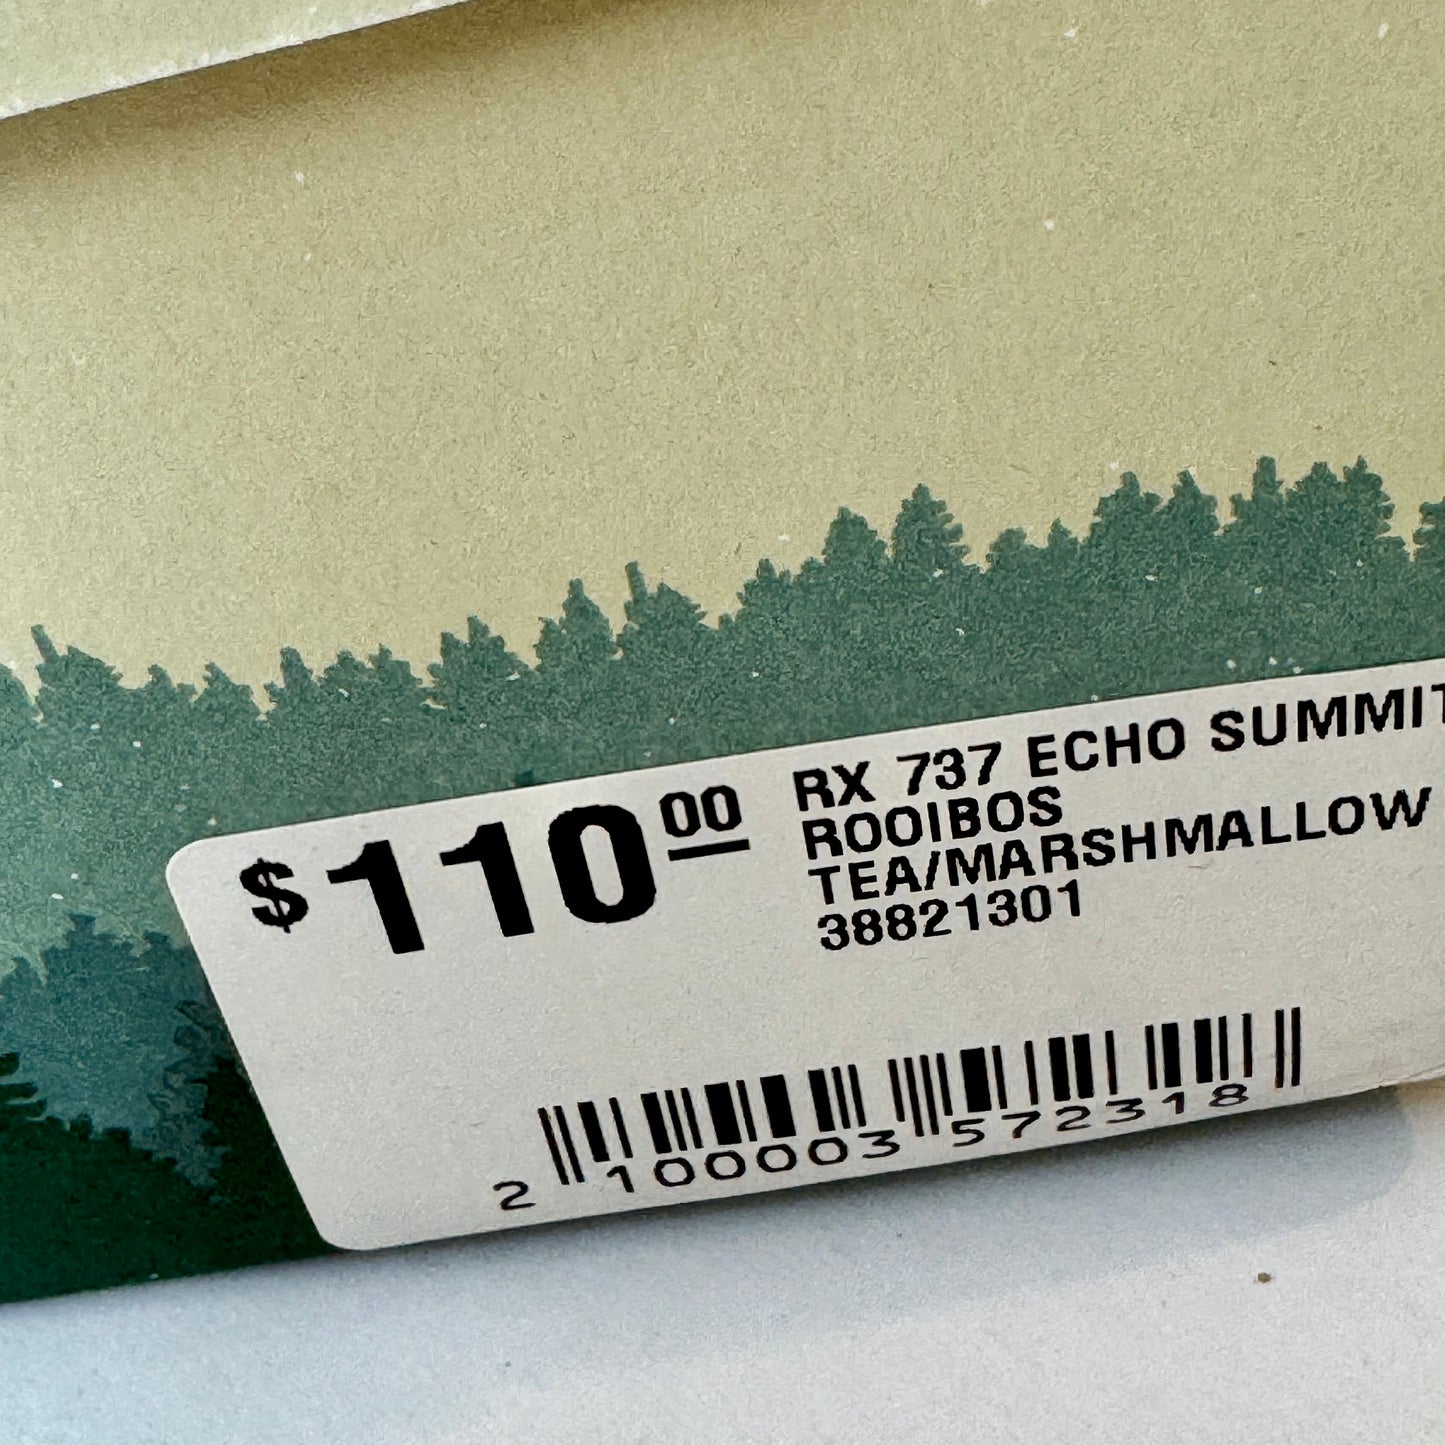 $110.00
RX 737 ECHO SUMMIT
ROOIBOS
TEA/MARSHMALLOW
38821301
2 100003 572318